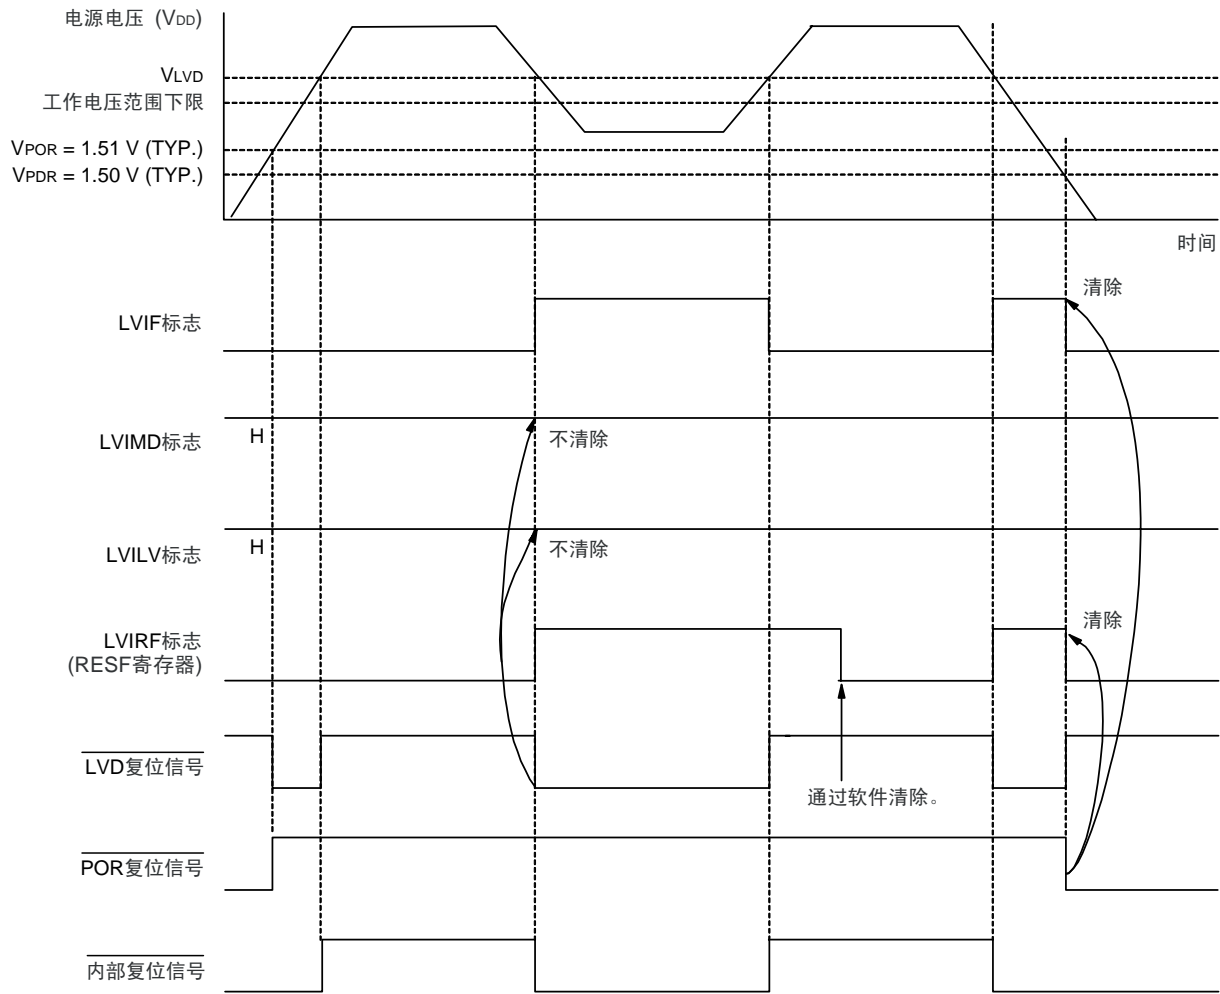 电源电压 (VDD)
VLVD
工作电压范围下限
VPOR = 1.51 V (TYP.)
VPDR = 1.50 V (TYP.)
时间
清除
LVIF标志
LVIMD标志
H
不清除
LVILV标志
H
不清除
LVIRF标志
(RESF寄存器)
清除
LVD复位信号
通过软件清除。
POR复位信号
内部复位信号